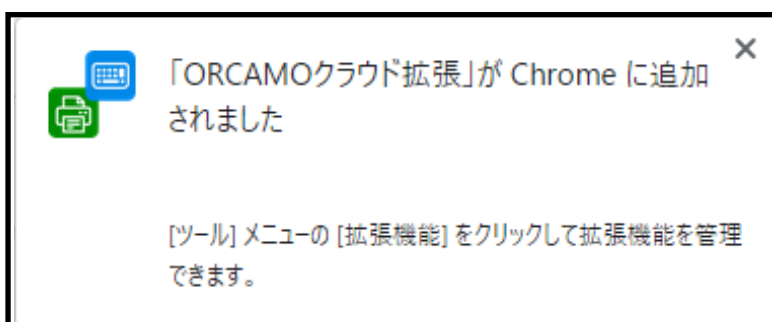 「ORCAMOクラウド拡張」が Chrome に追加
されました
[ツール] メニューの [拡張機能] をクリックして拡張機能を管理
できます。